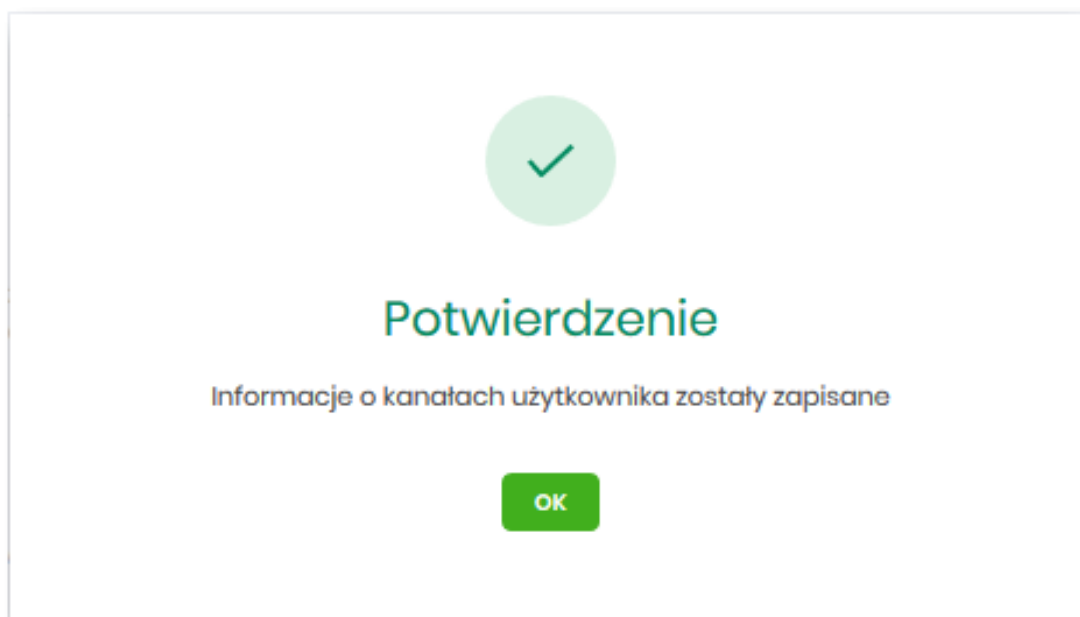 Potwierdzenie
Informacje o kanałach użytkownika zostały zapisane
OK